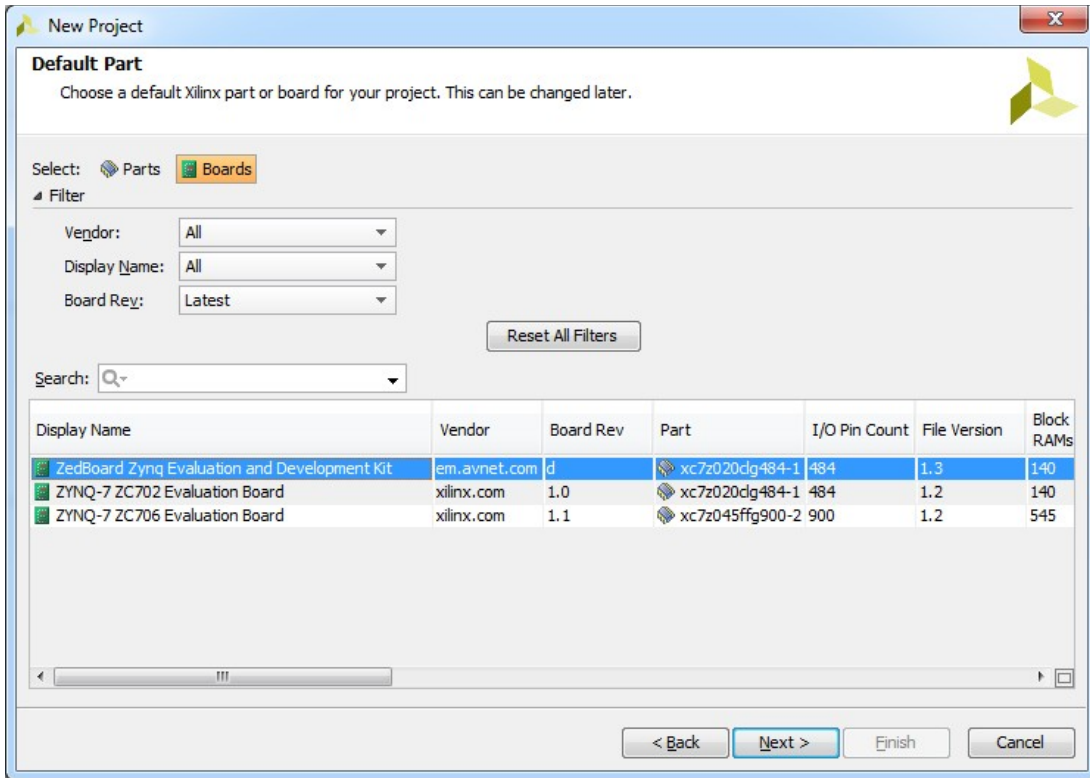 New Project
Default Part
Choose a default Xilinx part or board for your project. This can be changed later.
Select: Parts Boards
Filter
Vendor: All
Display Name: All
Board Rev: Latest
Reset All Filters
Search:
Display Name Vendor Board Rev Part I/O Pin Count File Version Block RAMs
ZedBoard Zynq Evaluation and Development Kit em.avnet.com d xc7z020clg484-1 484 1.3 140
ZYNQ-7 ZC702 Evaluation Board xilinx.com 1.0 xc7z020clg484-1 484 1.2 140
ZYNQ-7 ZC706 Evaluation Board xilinx.com 1.1 xc7z045ffg900-2 900 1.2 545
< Back Next > Finish Cancel